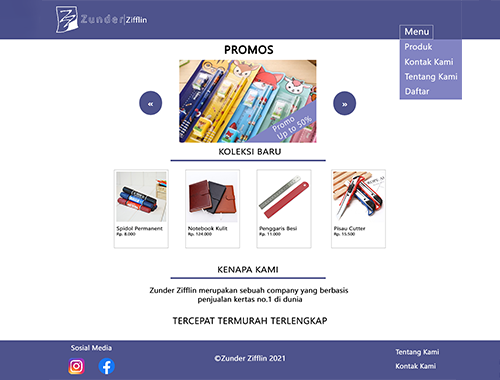 Zunder|Zifflin
Menu
Produk
Kontak Kami
Tentang Kami
Daftar
PROMOS
«
»
Promo
Up to 50%
KOLEKSI BARU
Spidol Permanent
Rp. 8.000
Notebook Kulit
Rp. 124.000
Penggaris Besi
Rp. 11.000
Pisau Cutter
Rp. 15.500
KENAPA KAMI
Zunder Zifflin merupakan sebuah company yang berbasis
penjualan kertas no.1 di dunia
TERCEPAT TERMURAH TERLENGKAP
Sosial Media
©Zunder Zifflin 2021
Tentang Kami
Kontak Kami